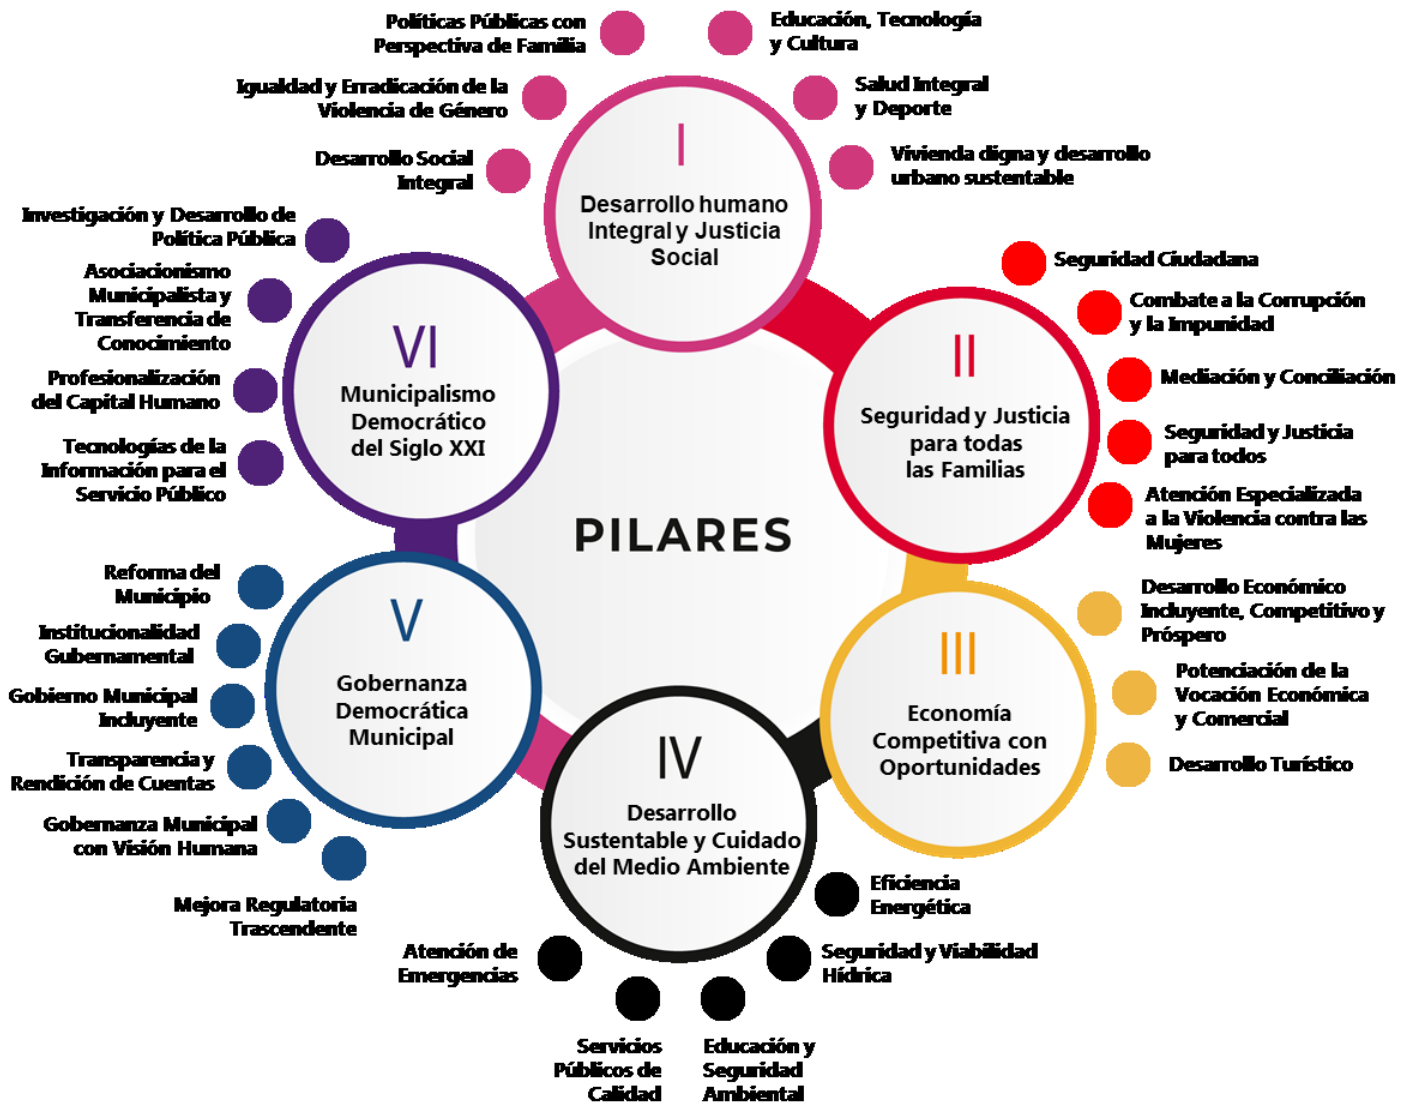 Políticas Públicas con
Perspectiva de Familia
Educación, Tecnología
y Cultura
Igualdad y Erradicación de la
Violencia de Género
Salud Integral
y Deporte
Desarrollo Social
Integral
Vivienda digna y desarrollo
urbano sustentable
I
Desarrollo humano
Integral y Justicia
Social
Seguridad Ciudadana
Combate a la Corrupción
y la Impunidad
Mediación y Conciliación
Seguridad y Justicia
para todos
Atención Especializada
a la Violencia contra las
Mujeres
II
Seguridad y Justicia
para todas
las Familias
Investigación y Desarrollo de
Política Pública
Asociacionismo
Municipalista y
Transferencia de
Conocimiento
Profesionalización
del Capital Humano
Tecnologías de la
Información para el
Servicio Público
VI
Municipalismo
Democrático
del Siglo XXI
PILARES
Reforma del
Municipio
Institucionalidad
Gubernamental
Gobierno Municipal
Incluyente
Transparencia y
Rendición de Cuentas
Gobernanza Municipal
con Visión Humana
Mejora Regulatoria
Trascendente
V
Gobernanza
Democrática
Municipal
III
Economía
Competitiva con
Oportunidades
Desarrollo Económico
Incluyente, Competitivo y
Próspero
Potenciación de la
Vocación Económica
y Comercial
Desarrollo Turístico
IV
Desarrollo
Sustentable y Cuidado
del Medio Ambiente
Eficiencia
Energética
Seguridad y Viabilidad
Hídrica
Atención de
Emergencias
Servicios
Públicos de
Calidad
Educación y
Seguridad
Ambiental